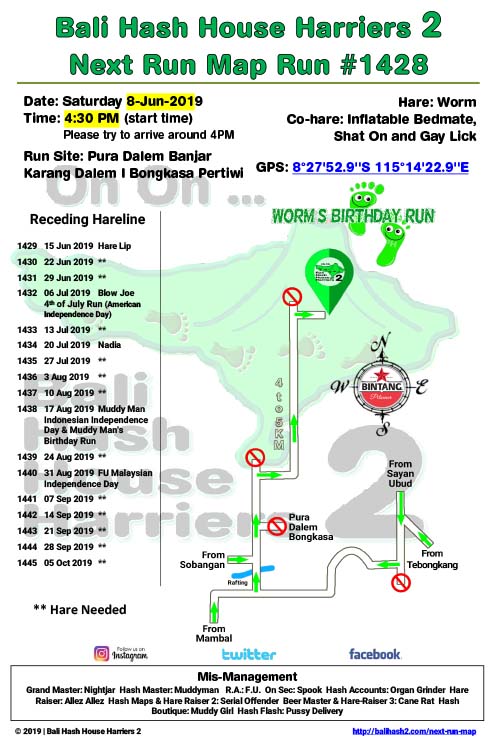 Bali Hash House Harriers 2
Next Run Map Run #1428
Date: Saturday 8-Jun-2019
Time: 4:30 PM (start time)
Please try to arrive around 4PM
Run Site: Pura Dalem Banjar
Karang Dalem I Bongkasa Pertiwi
Hare: Worm
Co-hare: Inflatable Bedmate,
Shat On and Gay Lick
GPS: 8°27'52.9"S 115°14'22.9"E
On On ...
WORM'S BIRTHDAY RUN
Receding Hareline
1429 15 Jun 2019 Hare Lip
1430 22 Jun 2019 **
1431 29 Jun 2019 **
1432 06 Jul 2019 Blow Joe
4th of July Run (American
Independence Day)
1433 13 Jul 2019 **
1434 20 Jul 2019 Nadia
1435 27 Jul 2019 **
1436 3 Aug 2019 **
1437 10 Aug 2019 **
1438 17 Aug 2019 Muddy Man
Indonesian Independence
Day & Muddy Man's
Birthday Run
1439 24 Aug 2019 **
1440 31 Aug 2019 FU Malaysian
Independence Day
1441 07 Sep 2019 **
1442 14 Sep 2019 **
1443 21 Sep 2019 **
1444 28 Sep 2019 **
1445 05 Oct 2019 **
** Hare Needed
Bali
Hash
House
Harriers 2
2
4 to 5 KM
N
W
E
S
BINTANG
Pilsener
From
Sayan
Ubud
Pura
Dalem
Bongkasa
From
Tebongkang
From
Sobangan
Rafting
From
Mambal
Follow us on
Instagram
twitter
facebook
Mis-Management
Grand Master: Nightjar Hash Master: Muddyman R.A.: F.U. On Sec: Spook Hash Accounts: Organ Grinder Hare
Raiser: Allez Allez Hash Maps & Hare Raiser 2: Serial Offender Beer Master & Hare-Raiser 3: Cane Rat Hash
Boutique: Muddy Girl Hash Flash: Pussy Delivery
© 2019 | Bali Hash House Harriers 2
http://balihash2.com/next-run-map